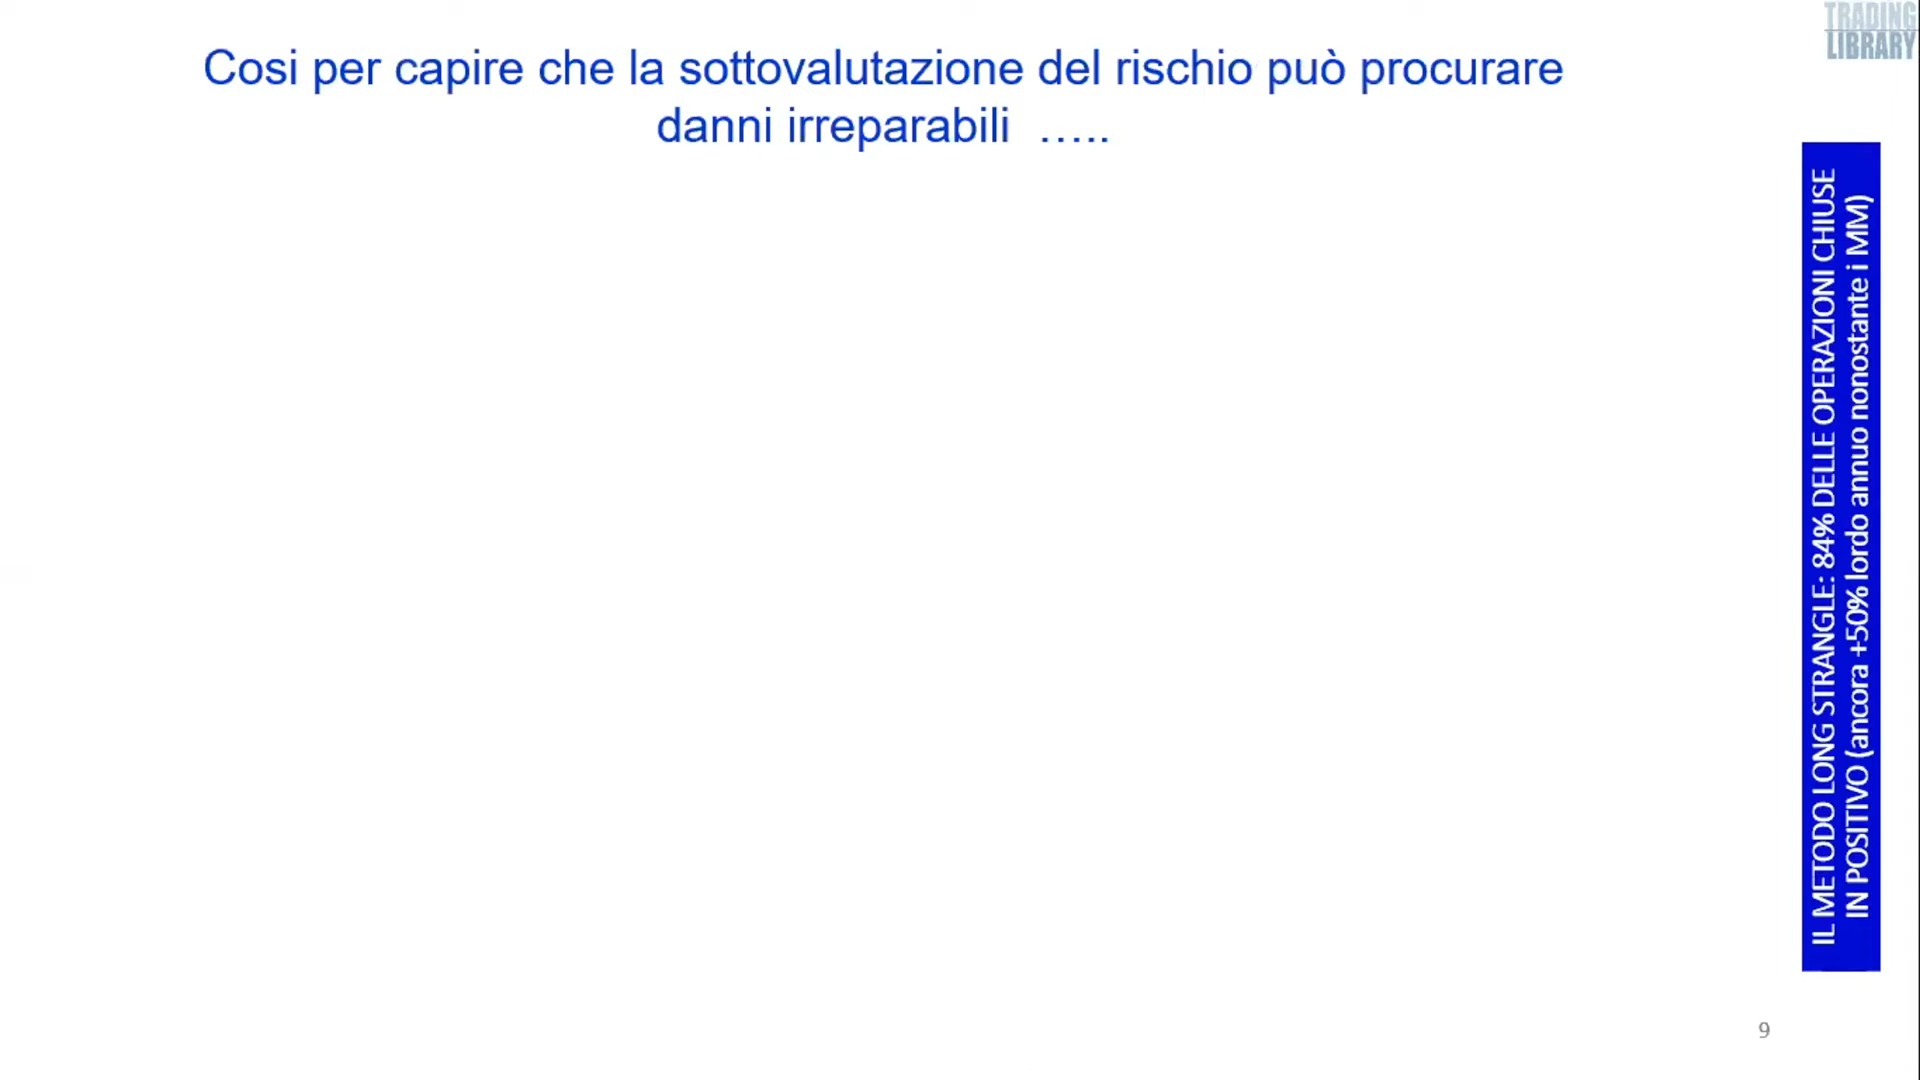 TRADING
LIBRARY
Cosi per capire che la sottovalutazione del rischio può procurare
danni irreparabili …..
IL METODO LONG STRANGLE: 84% DELLE OPERAZIONI CHIUSE
IN POSITIVO (ancora +50% lordo annuo nonostante i MM)
9